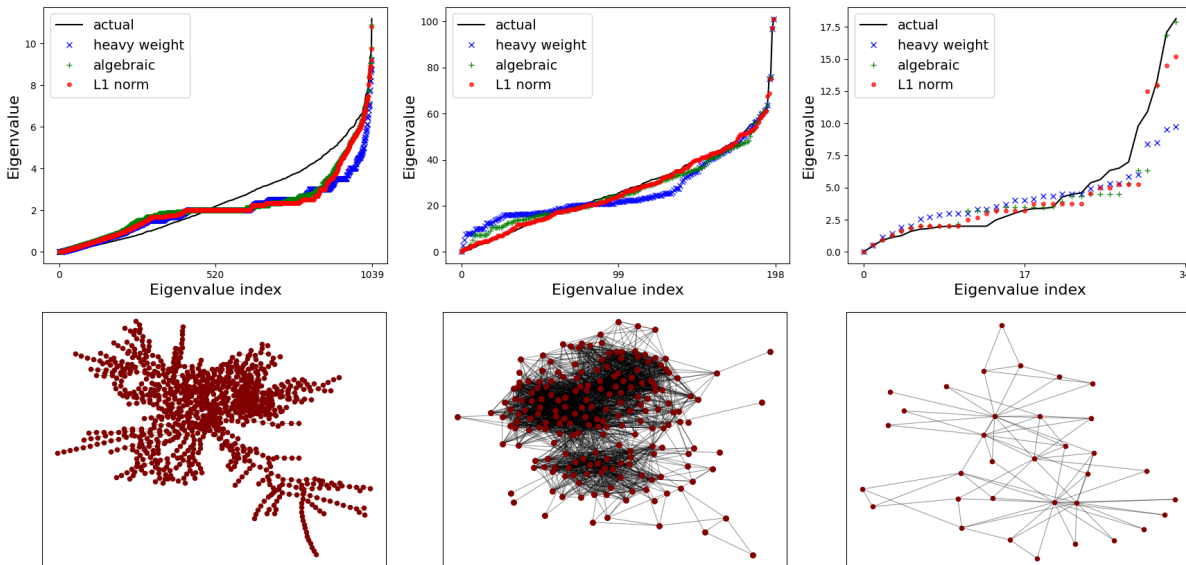 actual
heavy weight
algebraic
L1 norm
Eigenvalue
10
8
6
4
2
0
0
520
1039
Eigenvalue index
actual
heavy weight
algebraic
L1 norm
Eigenvalue
100
80
60
40
20
0
0
99
198
Eigenvalue index
actual
heavy weight
algebraic
L1 norm
Eigenvalue
17.5
15.0
12.5
10.0
7.5
5.0
2.5
0.0
0
17
34
Eigenvalue index